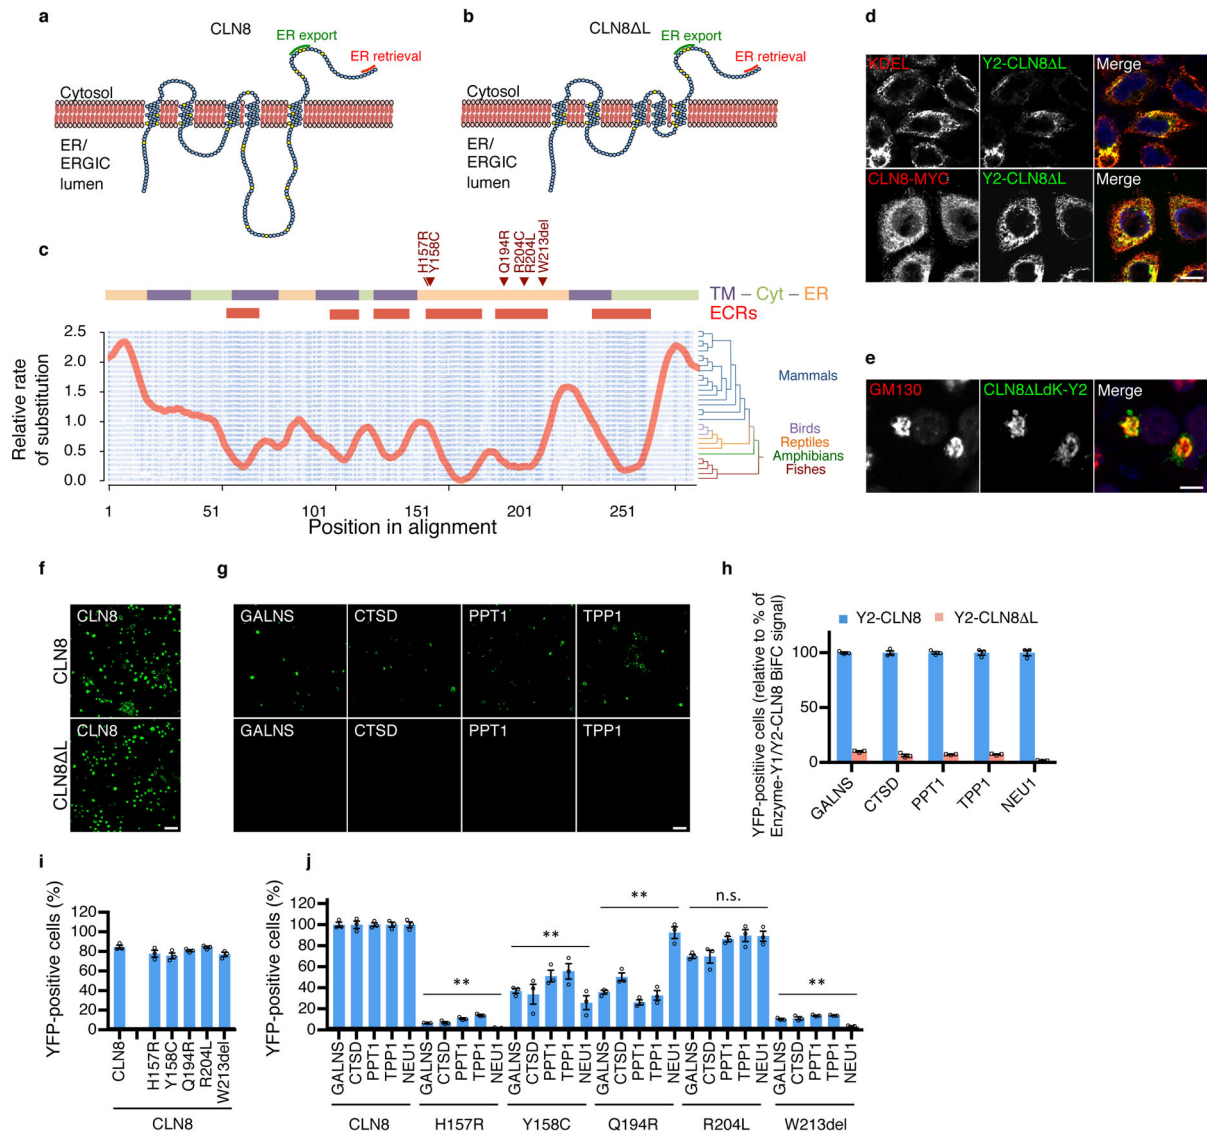 a
CLN8
ER export
ER retrieval
Cytosol
ER/
ERGIC
lumen
b
CLN8ΔL
ER export
ER retrieval
Cytosol
ER/
ERGIC
lumen
c
H157R
Y158C
Q194R
R204C
R204L
W213del
TM – Cyt – ER
ECRs
Relative rate
of substitution
2.5
2.0
1.5
1.0
0.5
0.0
1
51
101
151
201
251
Position in alignment
Mammals
Birds
Reptiles
Amphibians
Fishes
d
KDEL
Y2-CLN8ΔL
Merge
CLN8-MYC
Y2-CLN8ΔL
Merge
e
GM130
CLN8ΔLdK-Y2
Merge
f
CLN8
CLN8
CLN8
CLN8ΔL
g
GALNS
CTSD
PPT1
TPP1
GALNS
CTSD
PPT1
TPP1
h
Y2-CLN8
Y2-CLN8ΔL
YFP-positive cells (relative to % of
Enzyme-Y1/Y2-CLN8 BiFC signal)
100
50
0
GALNS
CTSD
PPT1
TPP1
NEU1
i
YFP-positive cells (%)
120
100
80
60
40
20
0
CLN8
H157R
Y158C
Q194R
R204L
W213del
CLN8
j
YFP-positive cells (%)
120
100
80
60
40
20
0
**
**
**
n.s.
**
GALNS
CTSD
PPT1
TPP1
NEU1
GALNS
CTSD
PPT1
TPP1
NEU1
GALNS
CTSD
PPT1
TPP1
NEU1
GALNS
CTSD
PPT1
TPP1
NEU1
GALNS
CTSD
PPT1
TPP1
NEU1
GALNS
CTSD
PPT1
TPP1
NEU1
CLN8
H157R
Y158C
Q194R
R204L
W213del